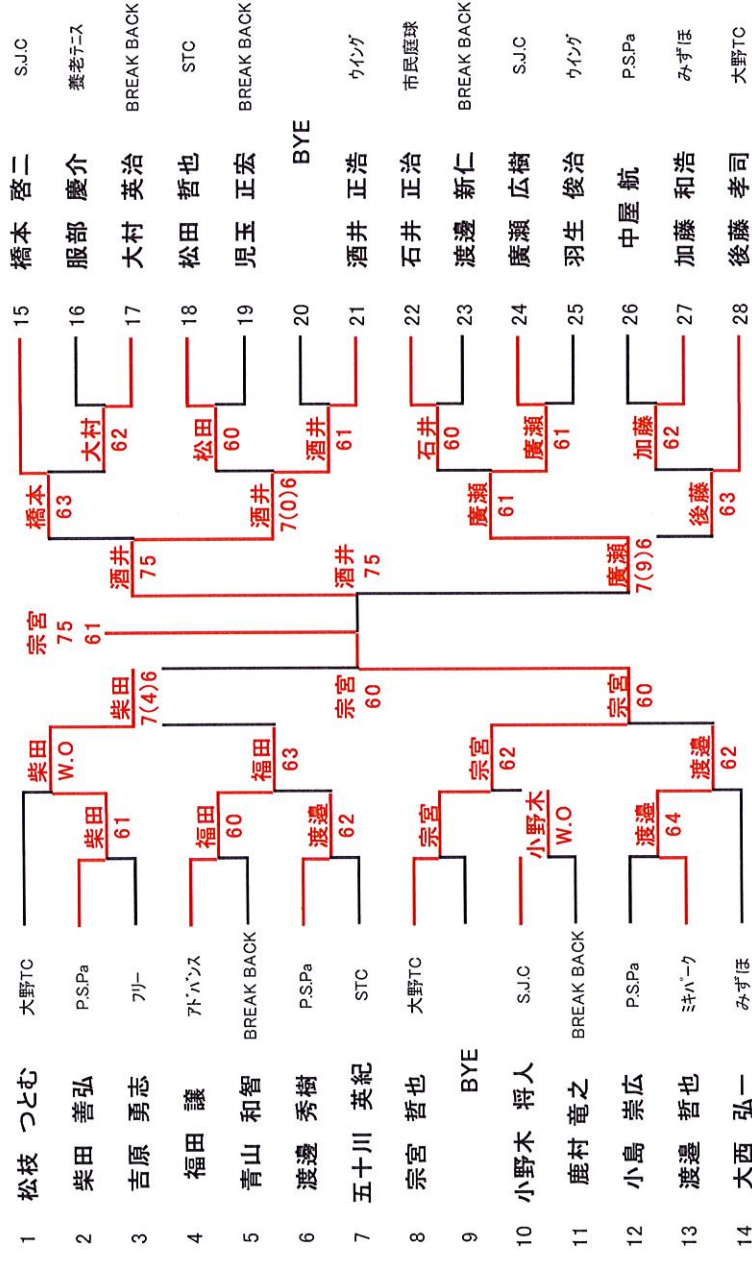 1 松枝 つとむ 大野TC
2 柴田 善弘 P.S.Pa
3 吉原 勇志 フリー
4 福田 譲 アドバンス
5 青山 和智 BREAK BACK
6 渡邊 秀樹 P.S.Pa
7 五十川 英紀 STC
8 宗宮 哲也 大野TC
9 BYE
10 小野木 将人 S.J.C
11 鹿村 竜之 BREAK BACK
12 小島 崇広 P.S.Pa
13 渡邉 哲也 ミキパーク
14 大西 弘一 みずほ
柴田
61
福田
60
渡邊
62
宗宮
小野木
W.O
渡邉
64
柴田
W.O
福田
63
宗宮
62
渡邉
62
柴田
7(4)6
宗宮
60
宗宮
60
宗宮
75
61
酒井
75
酒井
75
廣瀬
7(9)6
橋本
63
酒井
7(0)6
廣瀬
61
後藤
63
大村
62
松田
60
酒井
61
石井
60
廣瀬
61
加藤
62
15 橋本 啓二 S.J.C
16 服部 慶介 養老テニス
17 大村 英治 BREAK BACK
18 松田 哲也 STC
19 児玉 正宏 BREAK BACK
20 BYE
21 酒井 正浩 ウイング
22 石井 正治 市民庭球
23 渡邊 新仁 BREAK BACK
24 廣瀬 広樹 S.J.C
25 羽生 俊治 ウイング
26 中屋 航 P.S.Pa
27 加藤 和浩 みずほ
28 後藤 孝司 大野TC